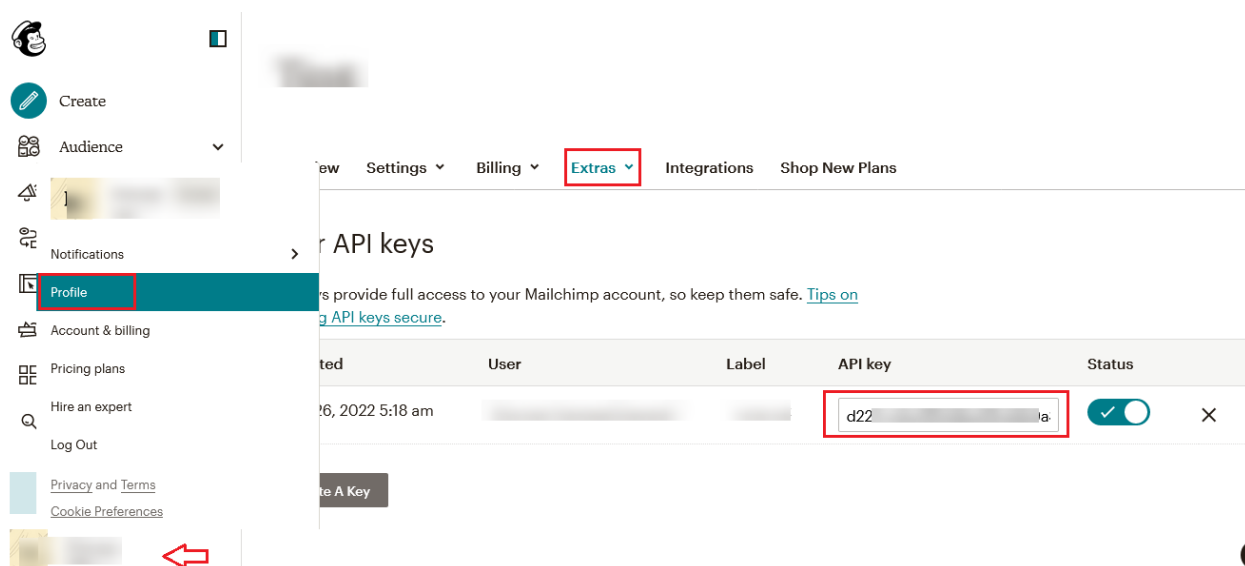 Create
Audience
Notifications
Profile
Account & billing
Pricing plans
Hire an expert
Log Out
Privacy and Terms
Cookie Preferences
ew Settings Billing Extras Integrations Shop New Plans
r API keys
s provide full access to your Mailchimp account, so keep them safe. Tips on
g API keys secure.
ted User Label API key Status
26, 2022 5:18 am d22 a
te A Key